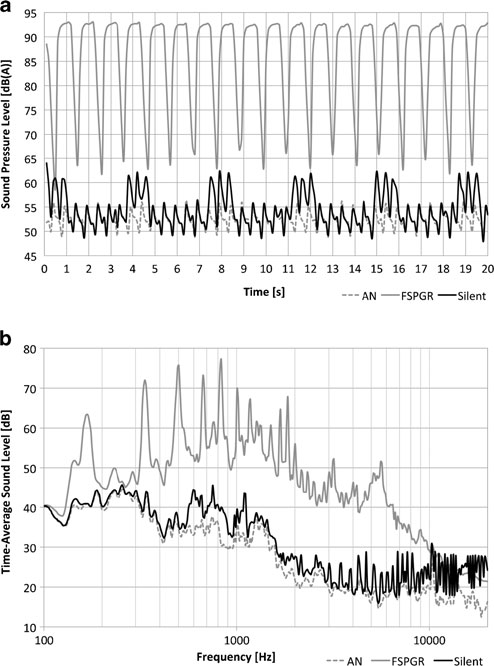 a
Sound Pressure Level [dB(A)]
95
90
85
80
75
70
65
60
55
50
45
0 1 2 3 4 5 6 7 8 9 10 11 12 13 14 15 16 17 18 19 20
Time [s]
AN FSPGR Silent
b
Time-Average Sound Level [dB]
80
70
60
50
40
30
20
10
100 1000 10000
Frequency [Hz]
AN FSPGR Silent